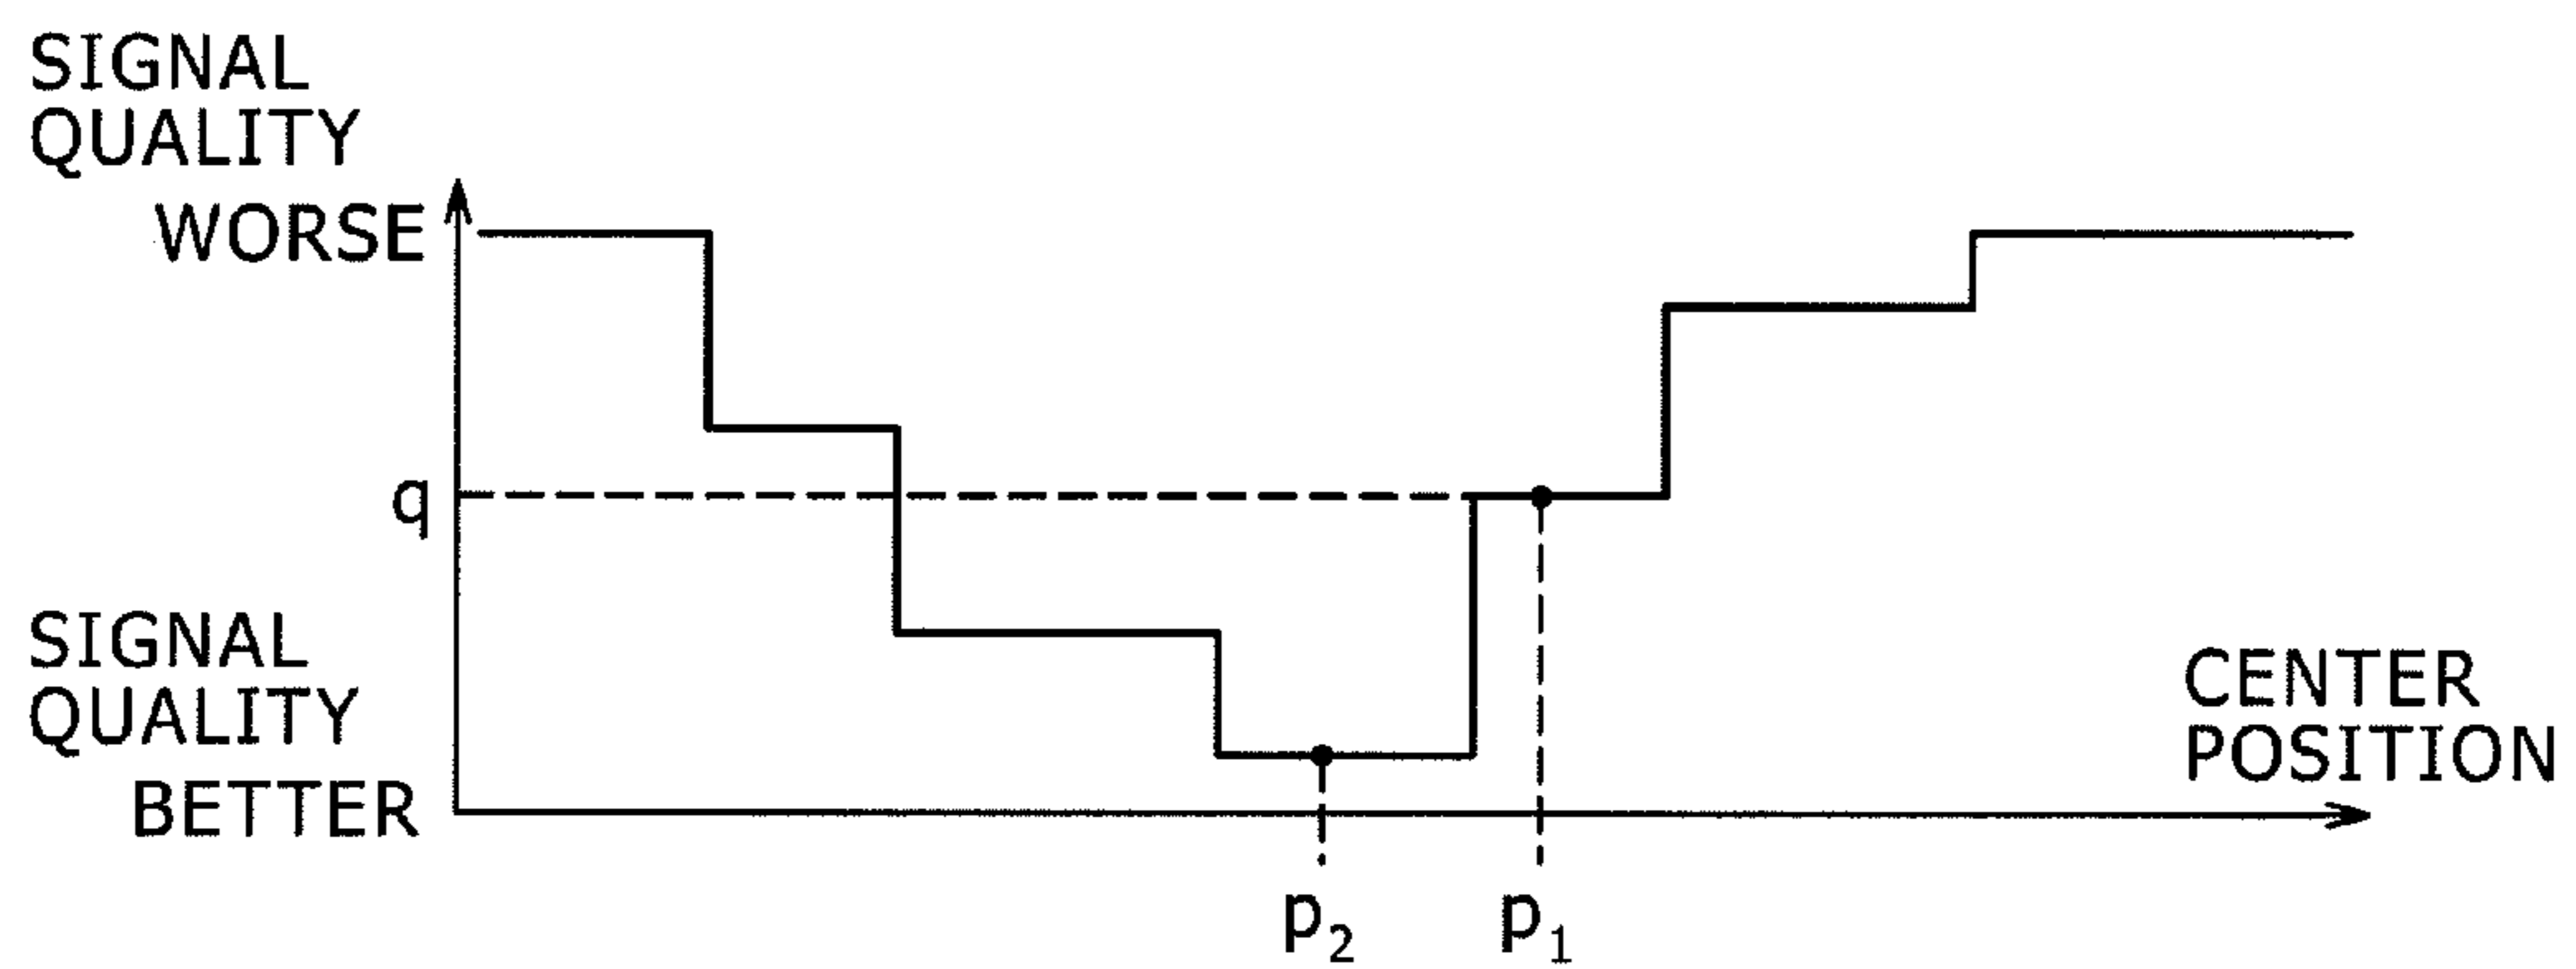 SIGNAL
QUALITY
WORSE
q
SIGNAL
QUALITY
BETTER
CENTER
POSITION
p₂
p₁